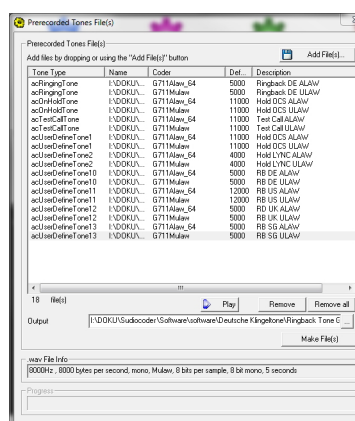 Prerecorded Tones File(s)
Prerecorded Tones File(s)
Add files by dropping or using the "Add File(s)" button
Add File(s)...
Tone Type Name Coder Def... Description
acRingingTone I:\DOKU\... G711Alaw_64 5000 Ringback DE ALAW
acRingingTone I:\DOKU\... G711Mulaw 5000 Ringback DE ULAW
acOnHoldTone I:\DOKU\... G711Alaw_64 11000 Hold OCS ALAW
acOnHoldTone I:\DOKU\... G711Mulaw 11000 Hold OCS ULAW
acTestCallTone I:\DOKU\... G711Alaw_64 11000 Test Call ALAW
acTestCallTone I:\DOKU\... G711Mulaw 11000 Test Call ULAW
acUserDefineTone1 I:\DOKU\... G711Alaw_64 11000 Hold OCS ALAW
acUserDefineTone1 I:\DOKU\... G711Mulaw 11000 Hold OCS ULAW
acUserDefineTone2 I:\DOKU\... G711Alaw_64 4000 Hold LYNC ALAW
acUserDefineTone2 I:\DOKU\... G711Mulaw 4000 Hold LYNC ULAW
acUserDefineTone10 I:\DOKU\... G711Alaw_64 5000 RB DE ALAW
acUserDefineTone10 I:\DOKU\... G711Mulaw 5000 RB DE ULAW
acUserDefineTone11 I:\DOKU\... G711Alaw_64 12000 RB US ALAW
acUserDefineTone11 I:\DOKU\... G711Mulaw 12000 RB US ULAW
acUserDefineTone12 I:\DOKU\... G711Alaw_64 5000 RD UK ALAW
acUserDefineTone12 I:\DOKU\... G711Mulaw 5000 RB UK ULAW
acUserDefineTone13 I:\DOKU\... G711Alaw_64 5000 RB SG ALAW
acUserDefineTone13 I:\DOKU\... G711Mulaw 5000 RB SG ULAW
18 file(s)
Play
Remove
Remove all
Output I:\DOKU\Sudiocoder\Software\software\Deutsche Klingeltone\Ringback Tone G ...
Make File(s)
.wav File Info
8000Hz , 8000 bytes per second, mono, Mulaw, 8 bits per sample, 8 bit mono, 5 seconds
Progress